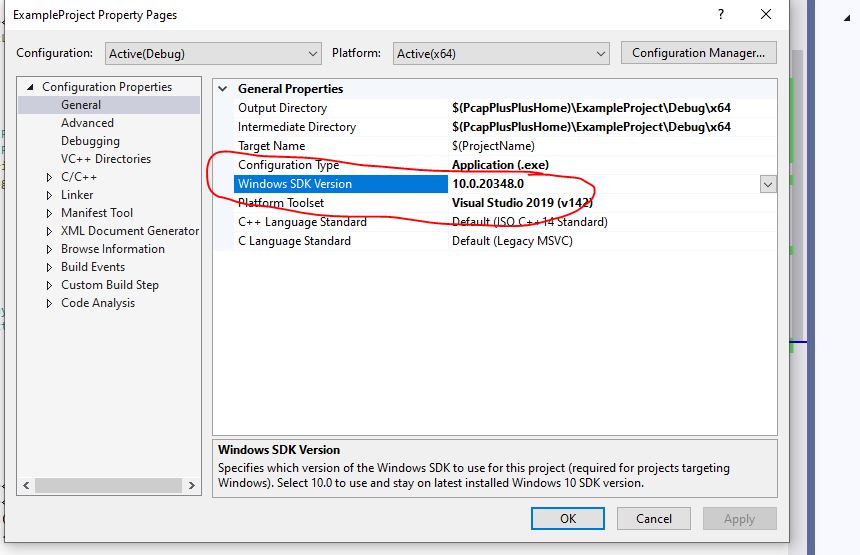 ExampleProject Property Pages
Configuration: Active(Debug) Platform: Active(x64) Configuration Manager...
Configuration Properties
General
Advanced
Debugging
VC++ Directories
C/C++
Linker
Manifest Tool
XML Document Generator
Browse Information
Build Events
Custom Build Step
Code Analysis
General Properties
Output Directory $(PcapPlusPlusHome)\ExampleProject\Debug\x64
Intermediate Directory $(PcapPlusPlusHome)\ExampleProject\Debug\x64
Target Name $(ProjectName)
Configuration Type Application (.exe)
Windows SDK Version 10.0.20348.0
Platform Toolset Visual Studio 2019 (v142)
C++ Language Standard Default (ISO C++14 Standard)
C Language Standard Default (Legacy MSVC)
Windows SDK Version
Specifies which version of the Windows SDK to use for this project (required for projects targeting
Windows). Select 10.0 to use and stay on latest installed Windows 10 SDK version.
OK Cancel Apply